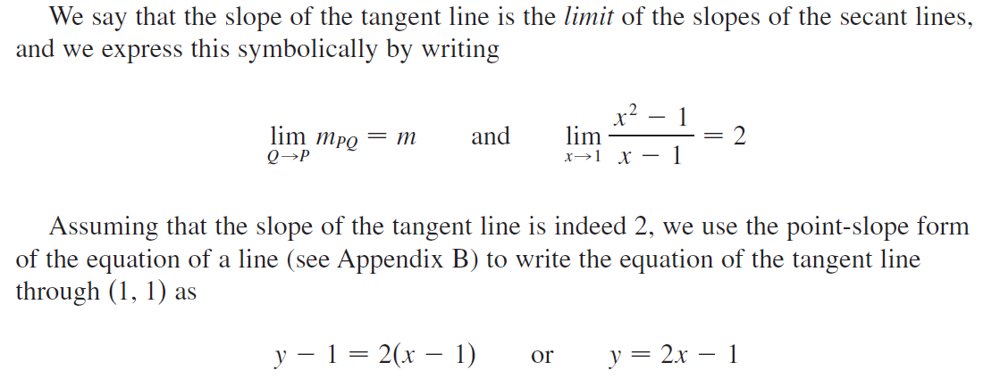 We say that the slope of the tangent line is the limit of the slopes of the secant lines,
and we express this symbolically by writing
lim_{Q→P} m_{PQ} = m and lim_{x→1} (x² − 1)/(x − 1) = 2
Assuming that the slope of the tangent line is indeed 2, we use the point-slope form
of the equation of a line (see Appendix B) to write the equation of the tangent line
through (1, 1) as
y − 1 = 2(x − 1) or y = 2x − 1